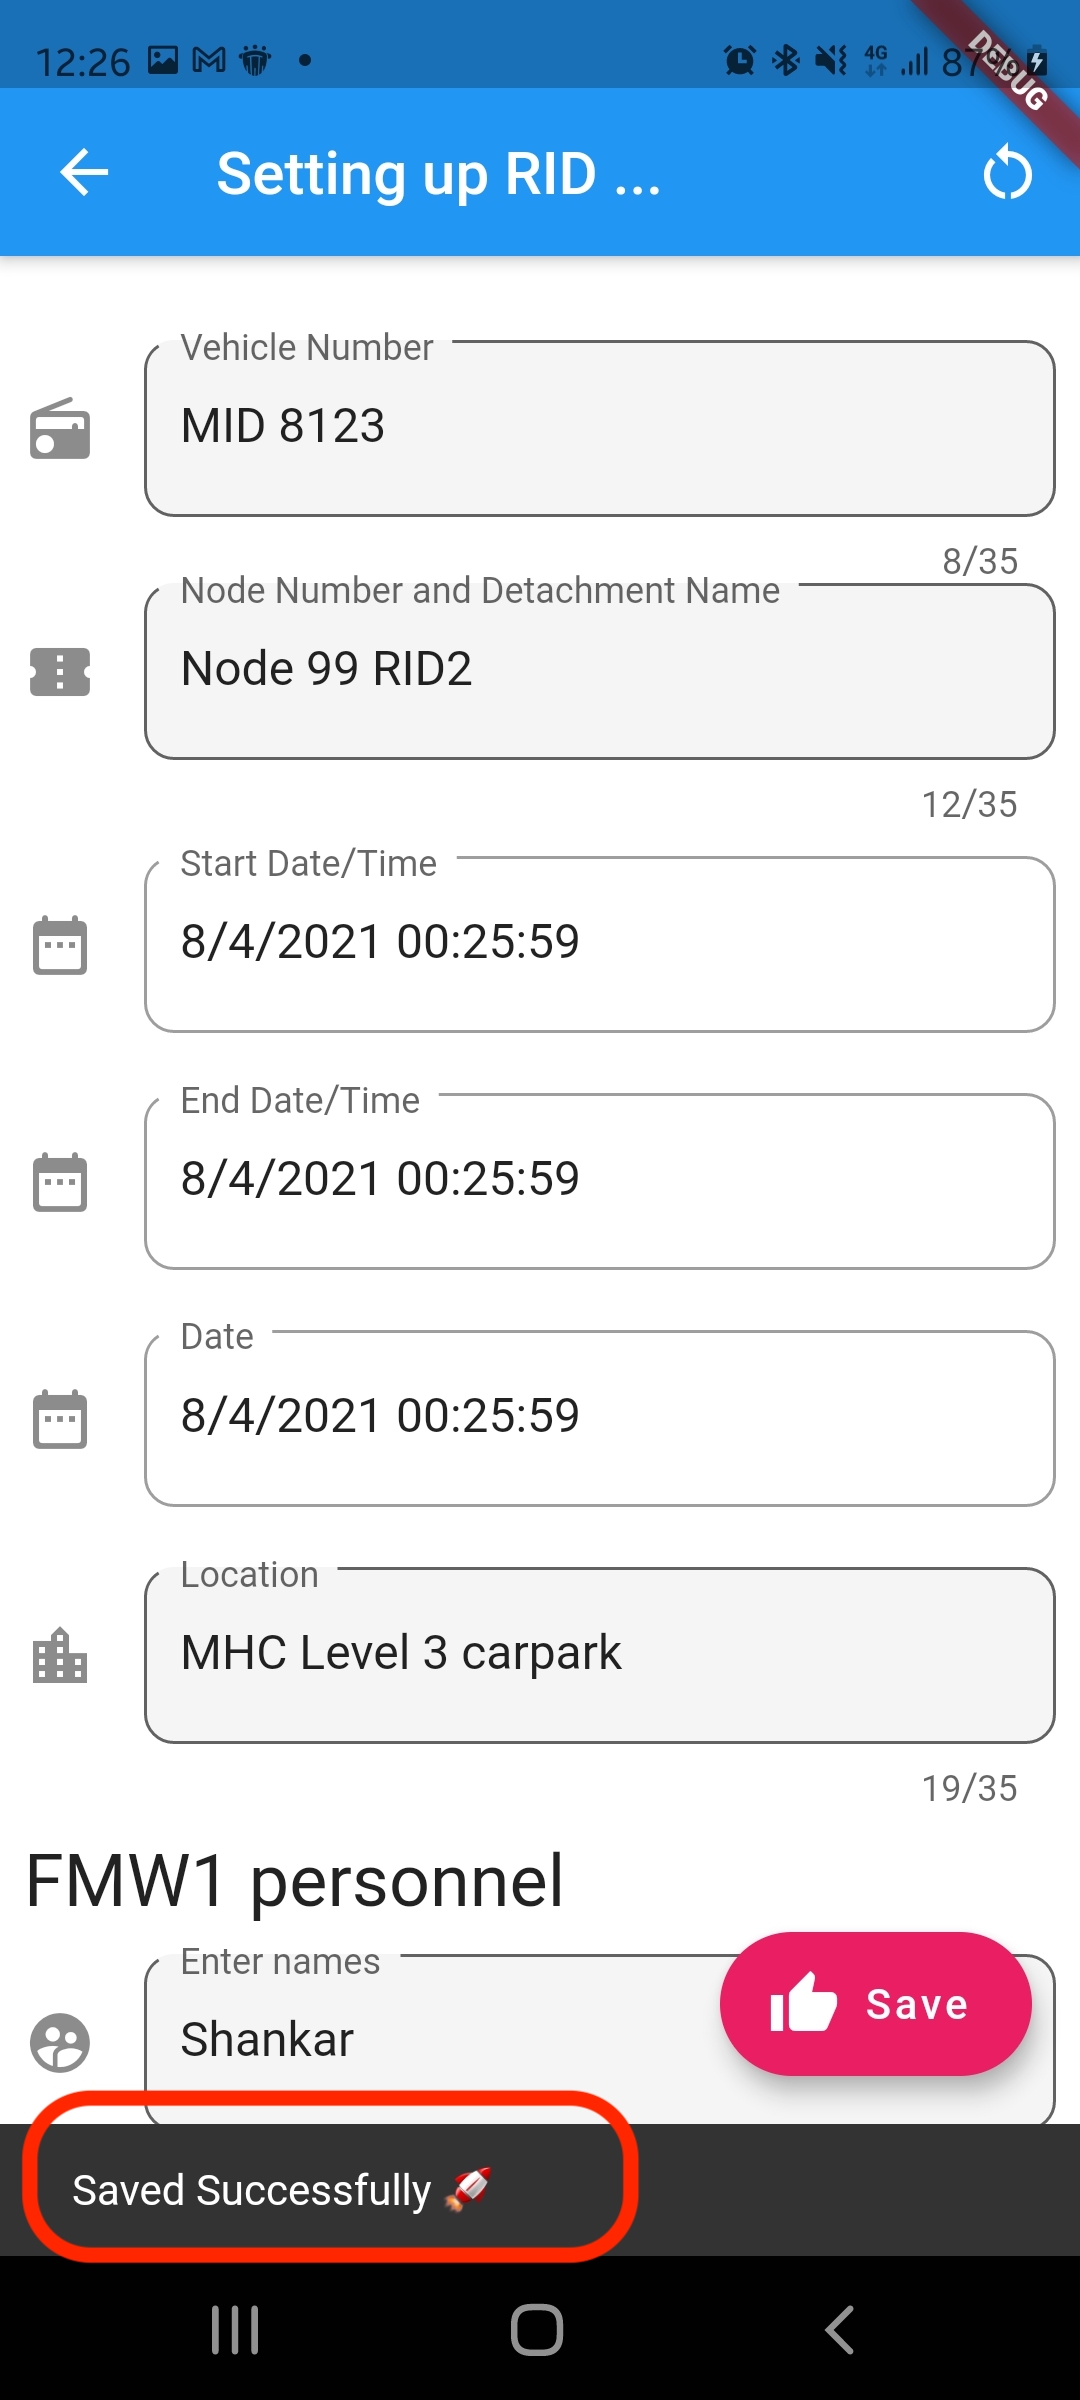 12:26
4G 87%
DEBUG
Setting up RID ...
Vehicle Number
MID 8123
8/35
Node Number and Detachment Name
Node 99 RID2
12/35
Start Date/Time
8/4/2021 00:25:59
End Date/Time
8/4/2021 00:25:59
Date
8/4/2021 00:25:59
Location
MHC Level 3 carpark
19/35
FMW1 personnel
Enter names
Shankar
Save
Saved Successfully 🚀